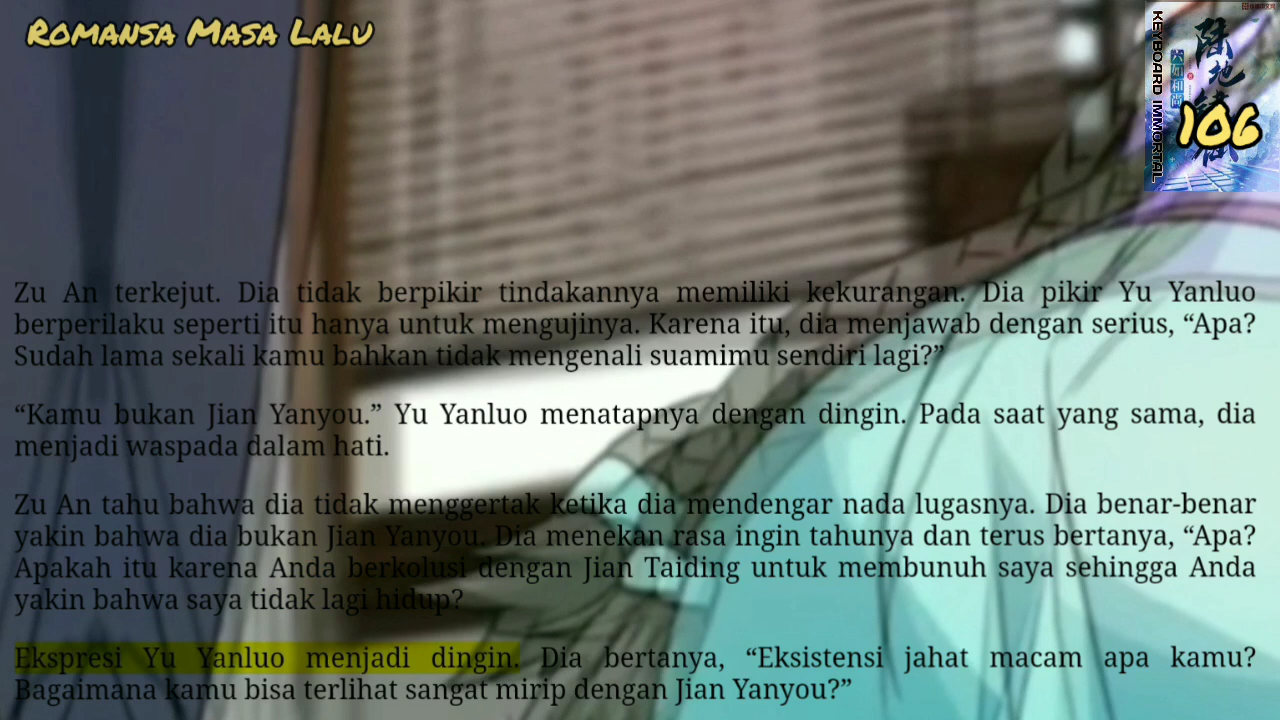 Romansa Masa Lalu
KEYBOARD IMMORTAL
106
Zu An terkejut. Dia tidak berpikir tindakannya memiliki kekurangan. Dia pikir Yu Yanluo
berperilaku seperti itu hanya untuk mengujinya. Karena itu, dia menjawab dengan serius, “Apa?
Sudah lama sekali kamu bahkan tidak mengenali suamimu sendiri lagi?”
“Kamu bukan Jian Yanyou.” Yu Yanluo menatapnya dengan dingin. Pada saat yang sama, dia
menjadi waspada dalam hati.
Zu An tahu bahwa dia tidak menggertak ketika dia mendengar nada lugasnya. Dia benar-benar
yakin bahwa dia bukan Jian Yanyou. Dia menekan rasa ingin tahunya dan terus bertanya, “Apa?
Apakah itu karena Anda berkolusi dengan Jian Taiding untuk membunuh saya sehingga Anda
yakin bahwa saya tidak lagi hidup?
Ekspresi Yu Yanluo menjadi dingin. Dia bertanya, “Eksistensi jahat macam apa kamu?
Bagaimana kamu bisa terlihat sangat mirip dengan Jian Yanyou?”